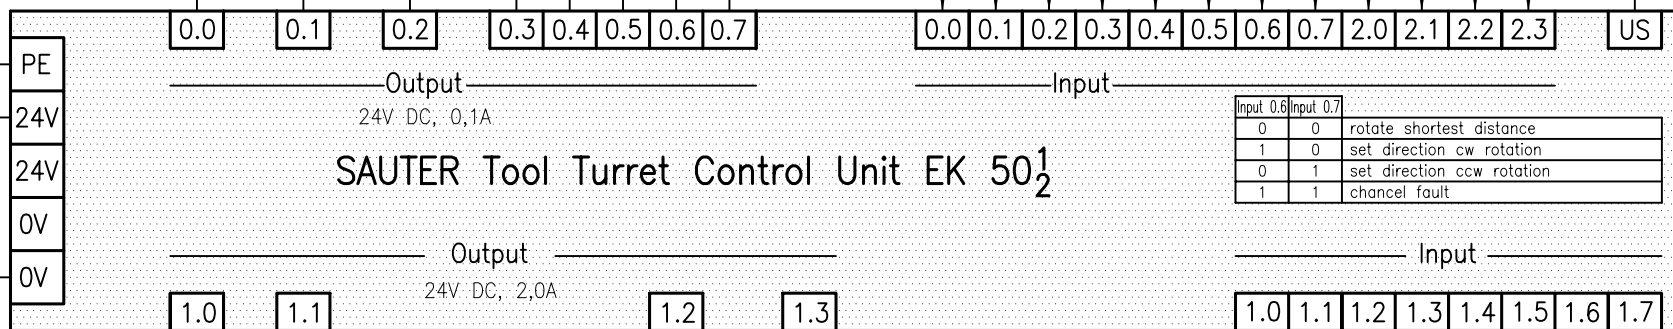 0.0 0.1 0.2 0.3 0.4 0.5 0.6 0.7 0.0 0.1 0.2 0.3 0.4 0.5 0.6 0.7 2.0 2.1 2.2 2.3 US
PE
Output Input
24V DC, 0,1A
24V
Input 0.6 Input 0.7
0 0 rotate shortest distance
1 0 set direction cw rotation
0 1 set direction ccw rotation
1 1 chancel fault
SAUTER Tool Turret Control Unit EK 50 1/2
24V
0V
Output Input
0V
24V DC, 2,0A
1.0 1.1 1.2 1.3 1.0 1.1 1.2 1.3 1.4 1.5 1.6 1.7